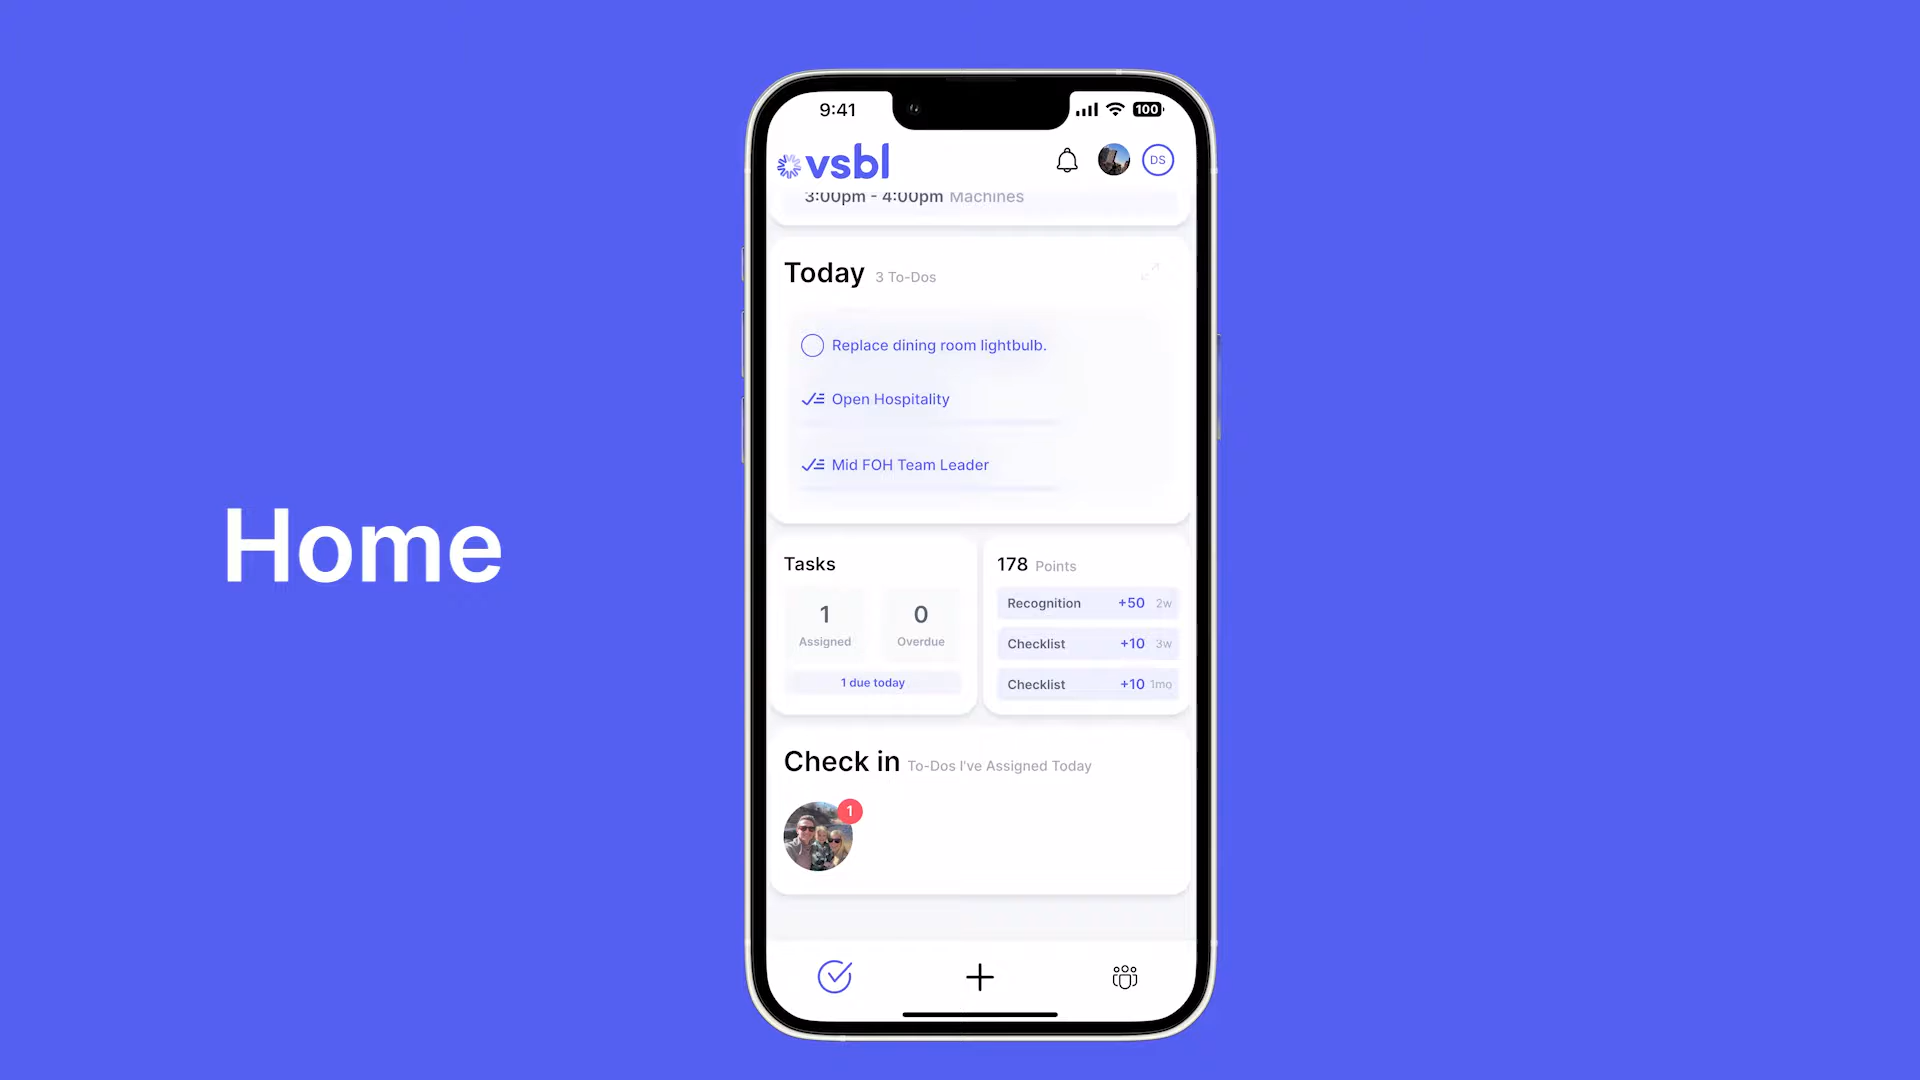 Home
9:41
100
vsbl
DS
3:00pm - 4:00pm Machines
Today 3 To-Dos
Replace dining room lightbulb.
Open Hospitality
Mid FOH Team Leader
Tasks
1
Assigned
0
Overdue
1 due today
178 Points
Recognition +50 2w
Checklist +10 3w
Checklist +10 1mo
Check in To-Dos I've Assigned Today
1